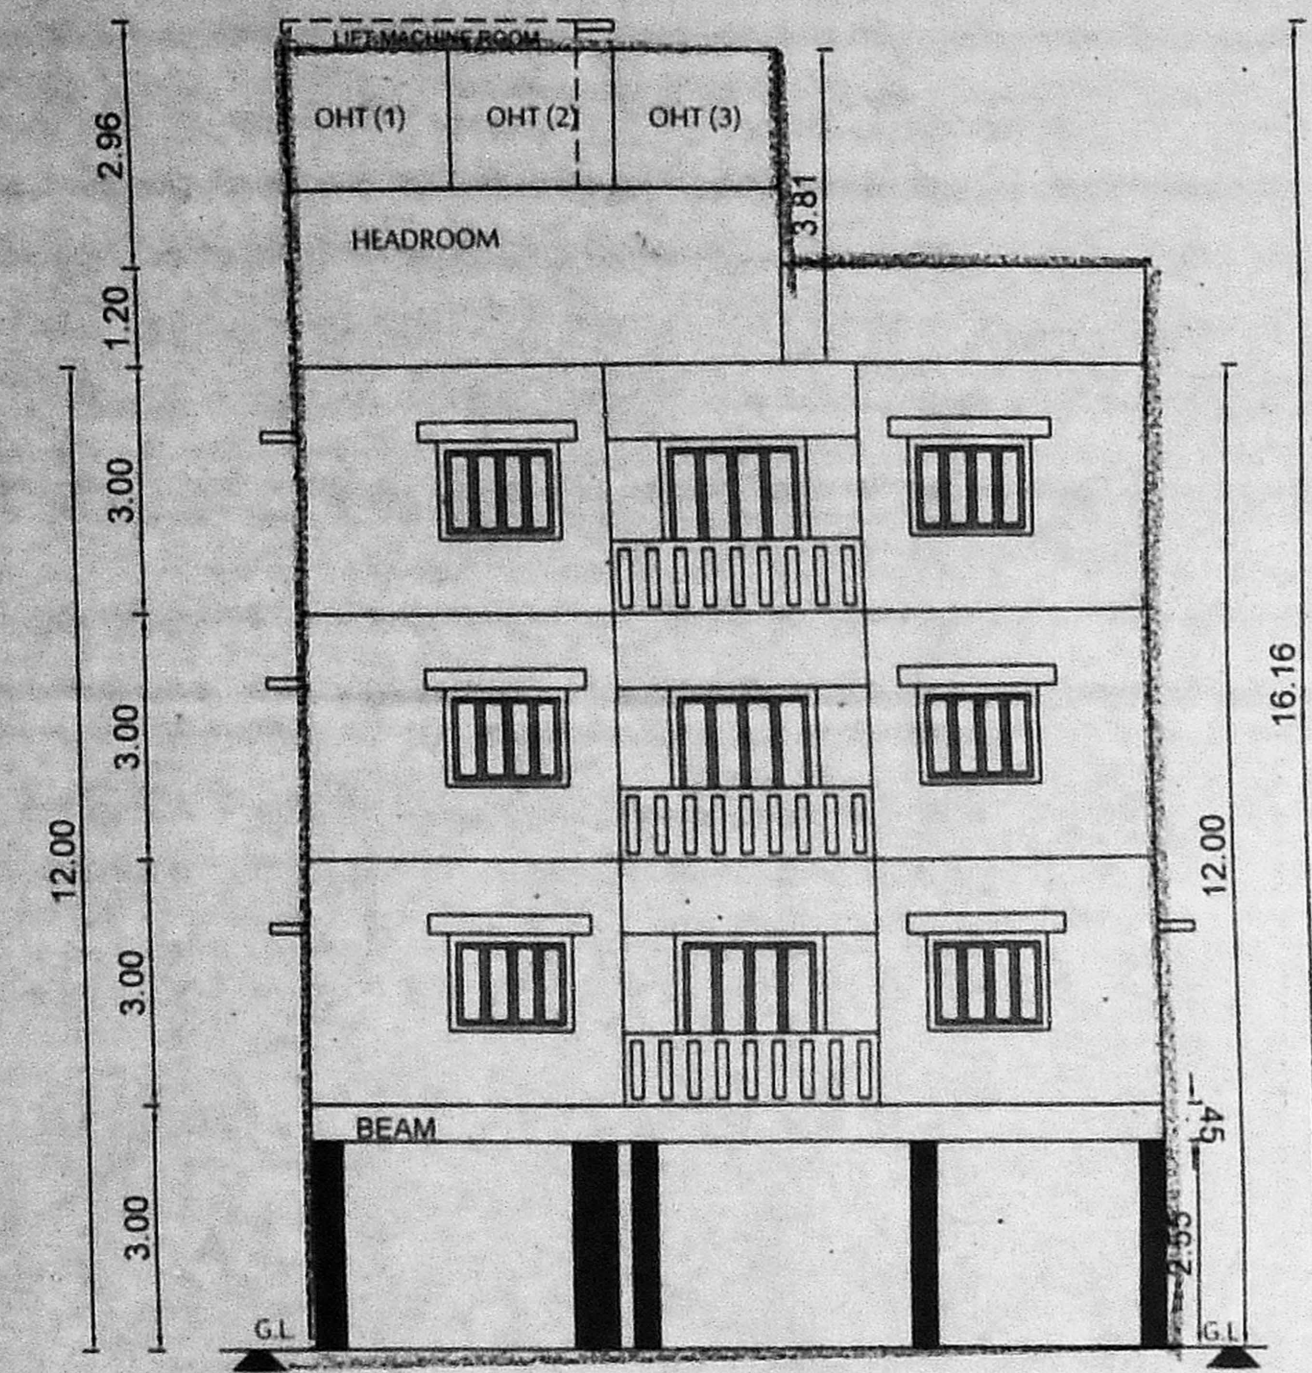 LIFT MACHINE ROOM
OHT (1) OHT (2) OHT (3)
2.96
3.81
HEADROOM
1.20
3.00
16.16
3.00
12.00
12.00
3.00
.45
BEAM
3.00
2.55
G.L
G.L